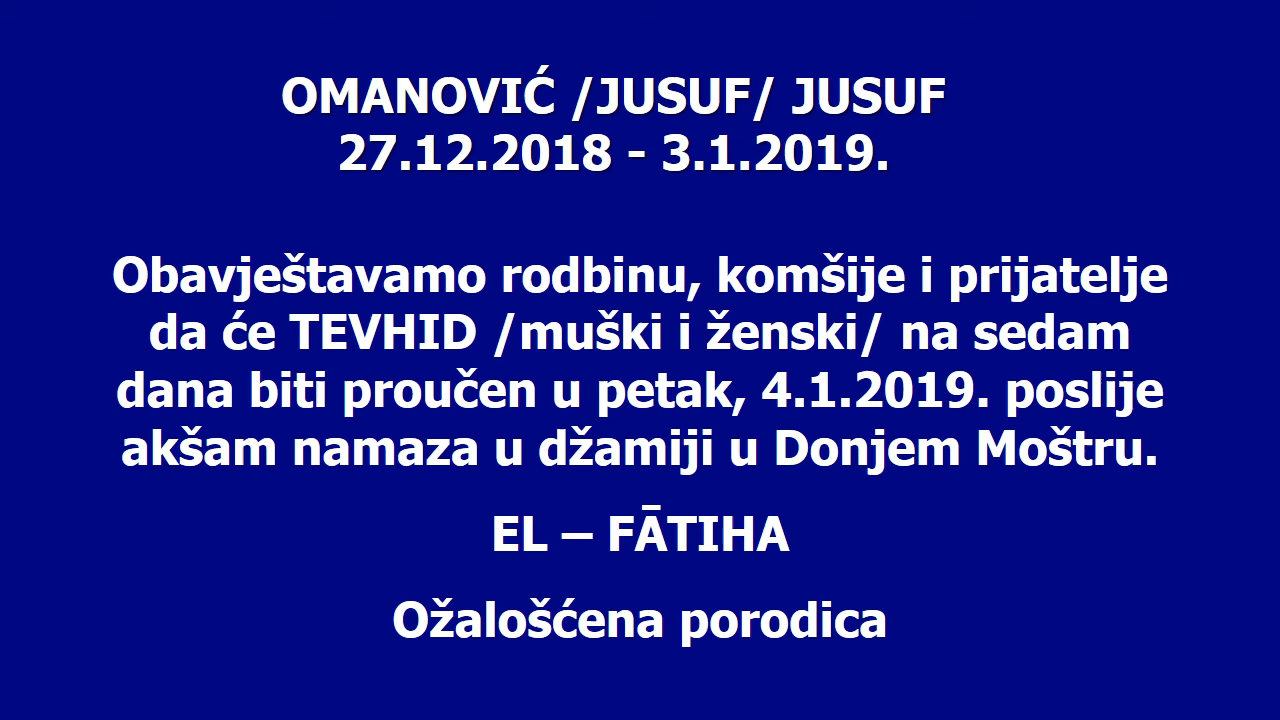 OMANOVIĆ /JUSUF/ JUSUF
27.12.2018 - 3.1.2019.
Obavještavamo rodbinu, komšije i prijatelje
da će TEVHID /muški i ženski/ na sedam
dana biti proučen u petak, 4.1.2019. poslije
akšam namaza u džamiji u Donjem Moštru.
EL – FĀTIHA
Ožalošćena porodica